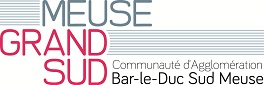 MEUSE
GRAND
SUD
Communauté d'Agglomération
Bar-le-Duc Sud Meuse